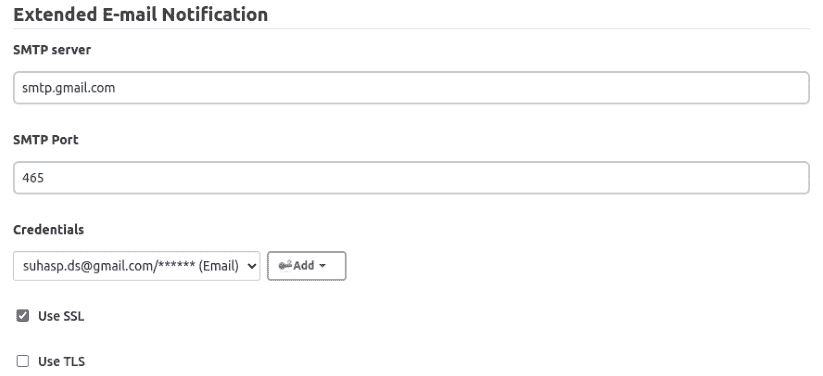 Extended E-mail Notification
SMTP server
smtp.gmail.com
SMTP Port
465
Credentials
suhasp.ds@gmail.com/****** (Email) Add
Use SSL
Use TLS